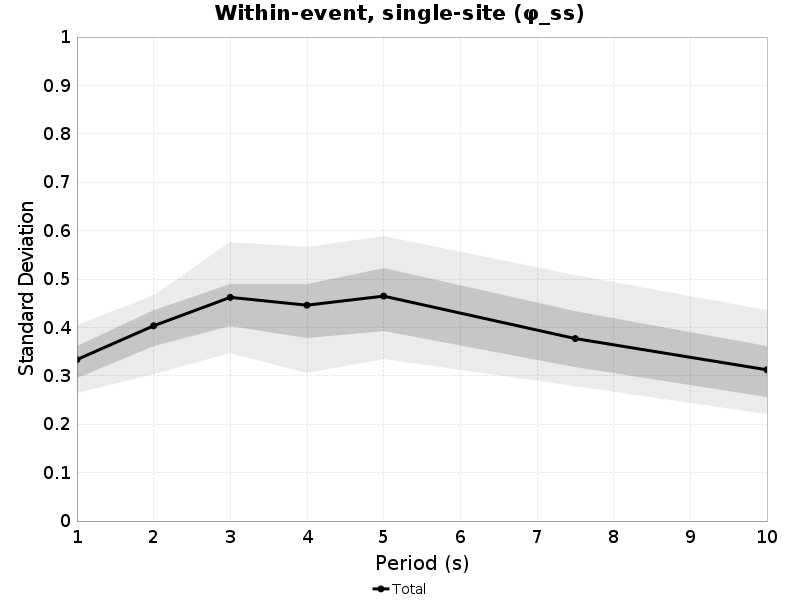 Within-event, single-site (φ_ss)
1
0.9
0.8
0.7
0.6
0.5
0.4
0.3
0.2
0.1
0
Standard Deviation
1 2 3 4 5 6 7 8 9 10
Period (s)
Total